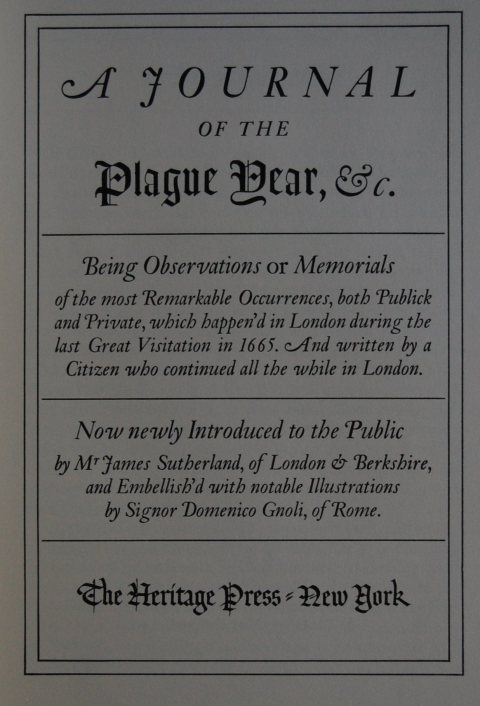 A JOURNAL
OF THE
Plague Year, &c.
Being Observations or Memorials
of the most Remarkable Occurrences, both Publick
and Private, which happen'd in London during the
last Great Visitation in 1665. And written by a
Citizen who continued all the while in London.
Now newly Introduced to the Public
by Mr James Sutherland, of London & Berkshire,
and Embellish'd with notable Illustrations
by Signor Domenico Gnoli, of Rome.
The Heritage Press - New York